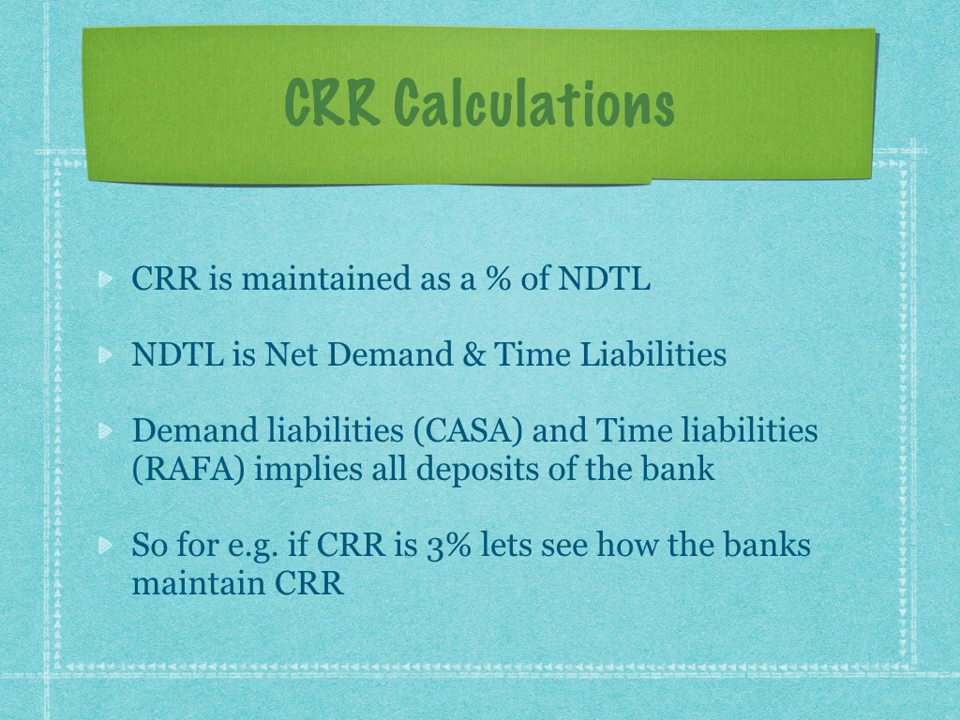 CRR Calculations
CRR is maintained as a % of NDTL
NDTL is Net Demand & Time Liabilities
Demand liabilities (CASA) and Time liabilities
(RAFA) implies all deposits of the bank
So for e.g. if CRR is 3% lets see how the banks
maintain CRR